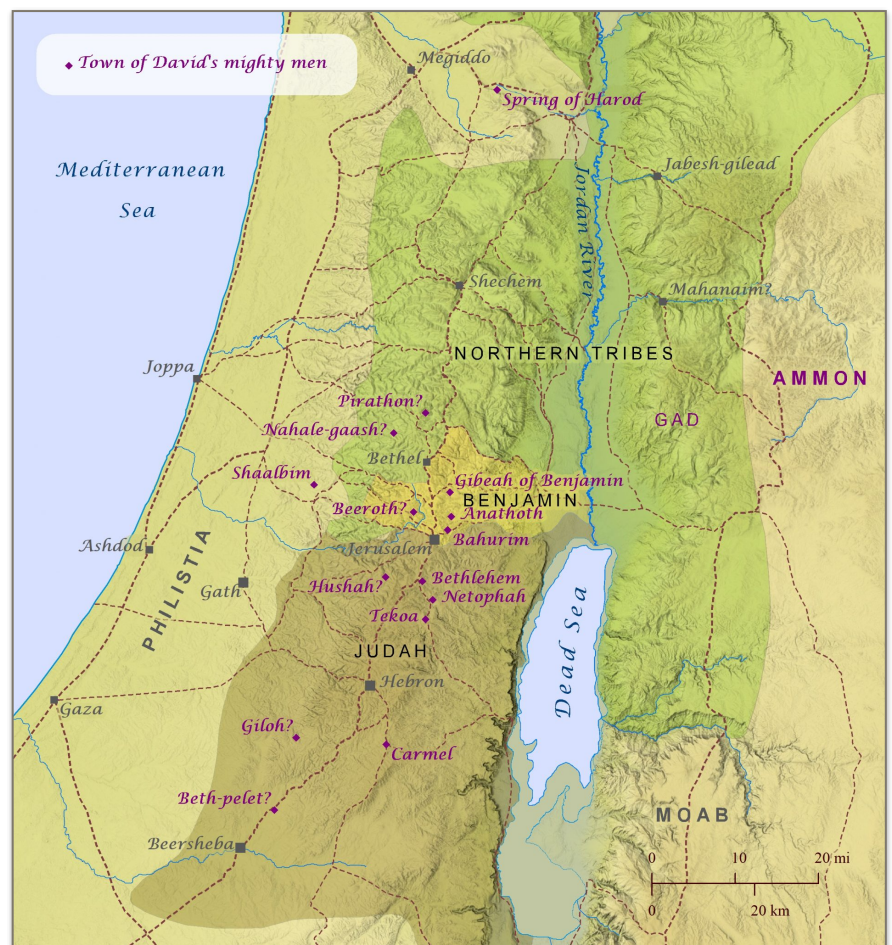 Town of David's mighty men
Megiddo
Spring of Harod
Mediterranean
Sea
Jabesh-gilead
Jordan River
Shechem
Mahanaim?
NORTHERN TRIBES
Joppa
AMMON
Pirathon?
GAD
Nahale-gaash?
Bethel
Shaalbim
Gibeah of Benjamin
BENJAMIN
Beeroth?
Anathoth
Bahurim
Ashdod
Jerusalem
PHILISTIA
Gath
Hushah?
Bethlehem
Netophah
Tekoa
Dead Sea
JUDAH
Hebron
Gaza
Giloh?
Carmel
Beth-pelet?
MOAB
Beersheba
0 10 20 mi
0 20 km